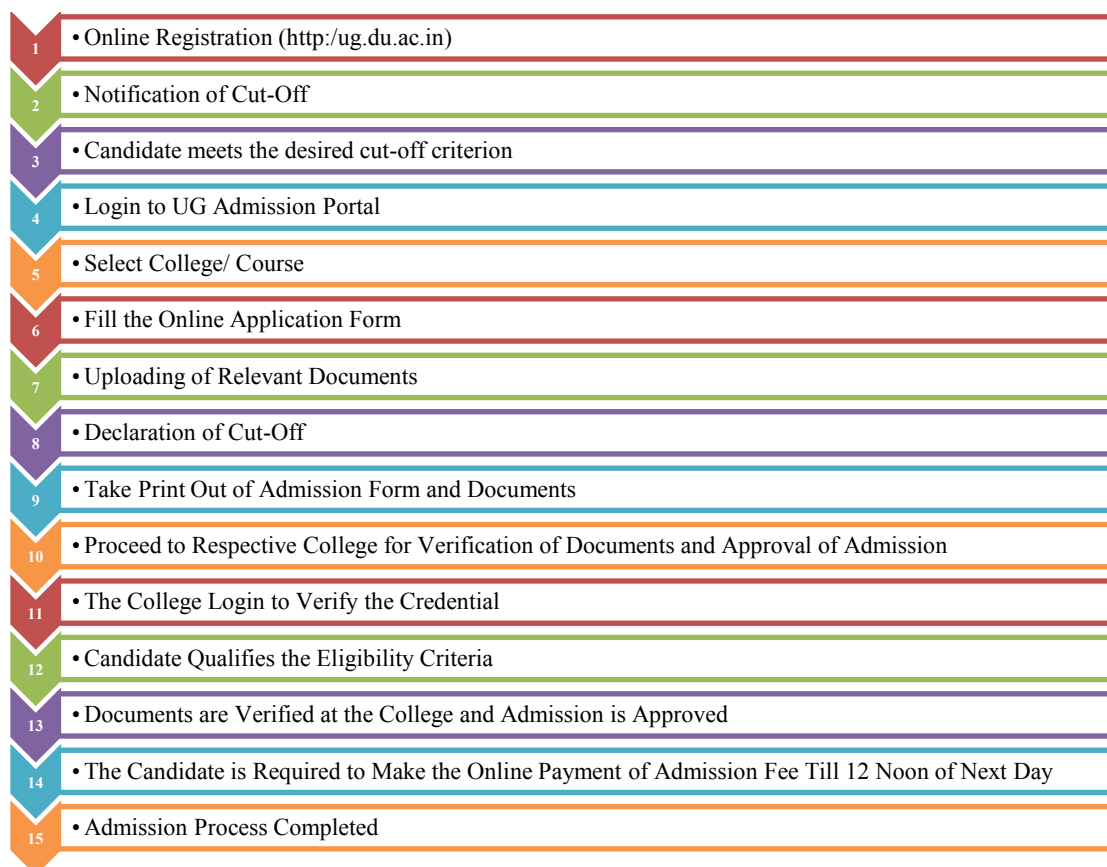 1 • Online Registration (http:/ug.du.ac.in)
2 • Notification of Cut-Off
3 • Candidate meets the desired cut-off criterion
4 • Login to UG Admission Portal
5 • Select College/ Course
6 • Fill the Online Application Form
7 • Uploading of Relevant Documents
8 • Declaration of Cut-Off
9 • Take Print Out of Admission Form and Documents
10 • Proceed to Respective College for Verification of Documents and Approval of Admission
11 • The College Login to Verify the Credential
12 • Candidate Qualifies the Eligibility Criteria
13 • Documents are Verified at the College and Admission is Approved
14 • The Candidate is Required to Make the Online Payment of Admission Fee Till 12 Noon of Next Day
15 • Admission Process Completed